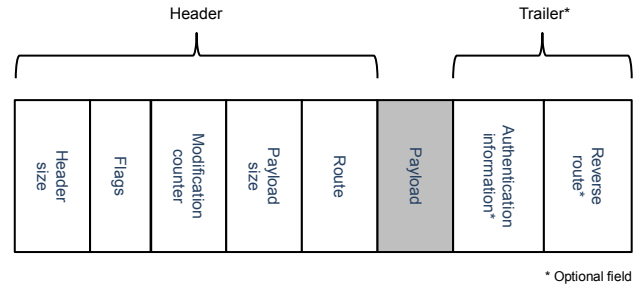 Header
Trailer*
Header
size
Flags
Modification
counter
Payload
size
Route
Payload
Authentication
information*
Reverse
route*
* Optional field